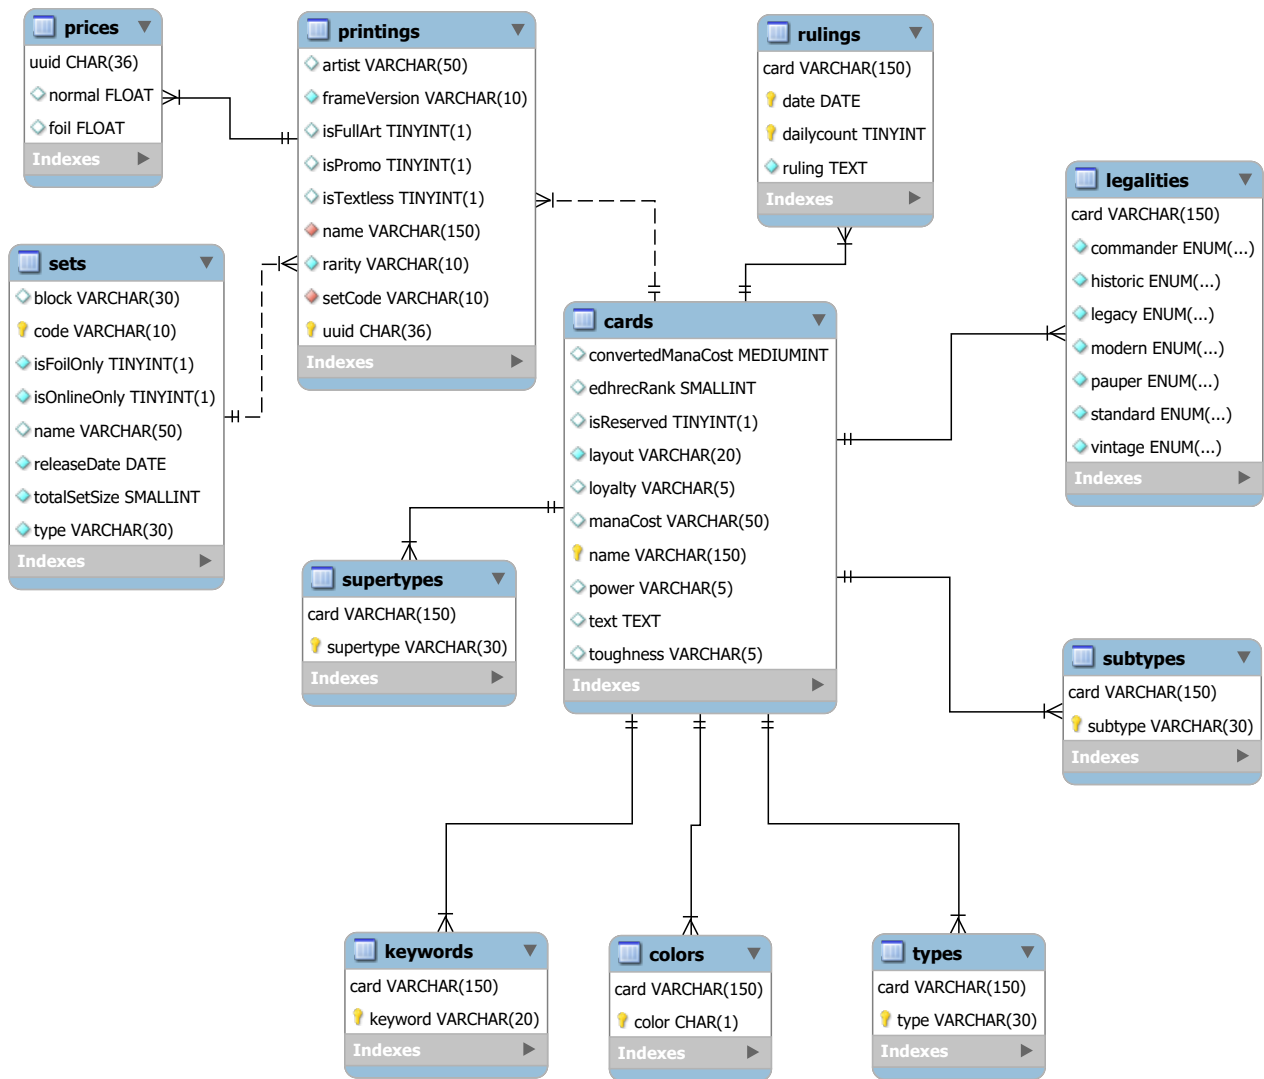 prices
uuid CHAR(36)
normal FLOAT
foil FLOAT
Indexes
printings
artist VARCHAR(50)
frameVersion VARCHAR(10)
isFullArt TINYINT(1)
isPromo TINYINT(1)
isTextless TINYINT(1)
name VARCHAR(150)
rarity VARCHAR(10)
setCode VARCHAR(10)
uuid CHAR(36)
Indexes
rulings
card VARCHAR(150)
date DATE
dailycount TINYINT
ruling TEXT
Indexes
legalities
card VARCHAR(150)
commander ENUM(...)
historic ENUM(...)
legacy ENUM(...)
modern ENUM(...)
pauper ENUM(...)
standard ENUM(...)
vintage ENUM(...)
Indexes
sets
block VARCHAR(30)
code VARCHAR(10)
isFoilOnly TINYINT(1)
isOnlineOnly TINYINT(1)
name VARCHAR(50)
releaseDate DATE
totalSetSize SMALLINT
type VARCHAR(30)
Indexes
cards
convertedManaCost MEDIUMINT
edhrecRank SMALLINT
isReserved TINYINT(1)
layout VARCHAR(20)
loyalty VARCHAR(5)
manaCost VARCHAR(50)
name VARCHAR(150)
power VARCHAR(5)
text TEXT
toughness VARCHAR(5)
Indexes
supertypes
card VARCHAR(150)
supertype VARCHAR(30)
Indexes
subtypes
card VARCHAR(150)
subtype VARCHAR(30)
Indexes
keywords
card VARCHAR(150)
keyword VARCHAR(20)
Indexes
colors
card VARCHAR(150)
color CHAR(1)
Indexes
types
card VARCHAR(150)
type VARCHAR(30)
Indexes